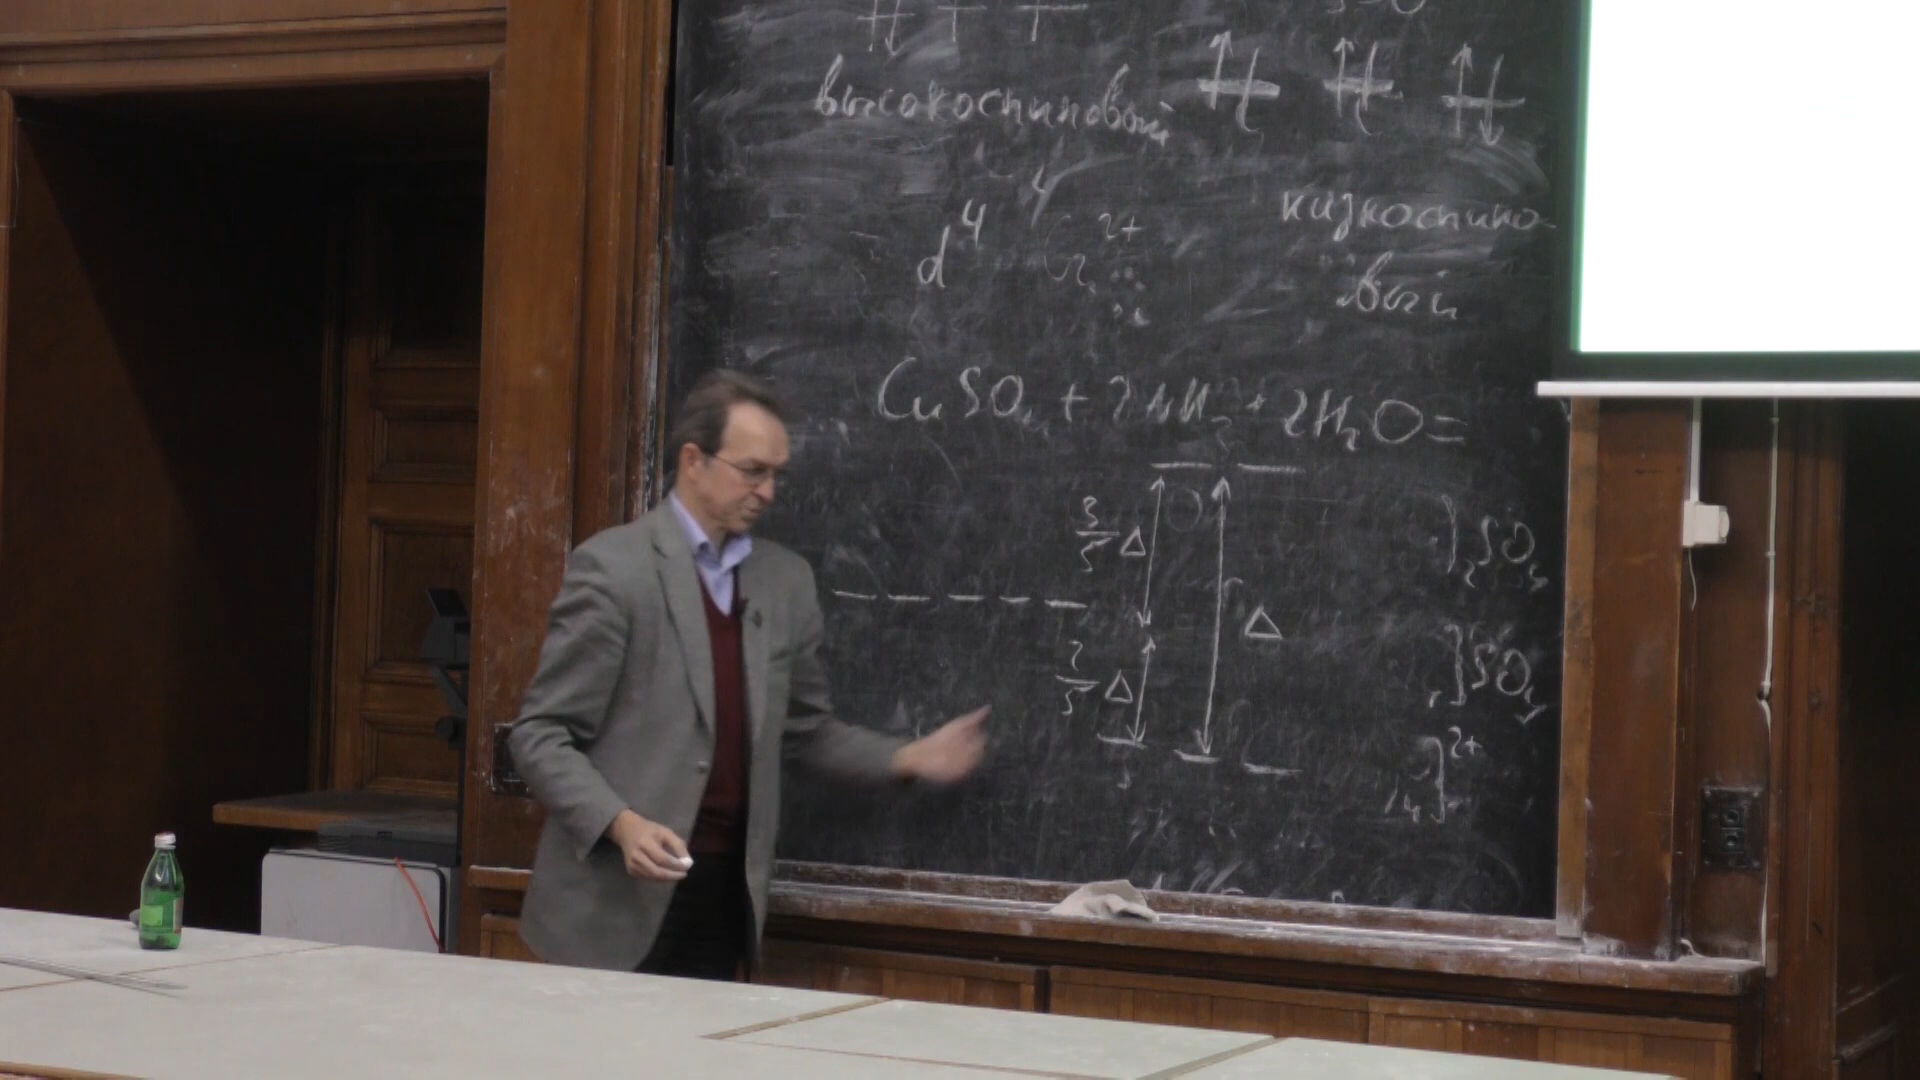 высокоспиновый
низкоспино-
вый
d⁴ Cr²⁺
CuSO₄ + 2NH₃ + 2H₂O =
3/5 Δ
]₂SO₄
Δ
2/5 Δ
]SO₄
]²⁺